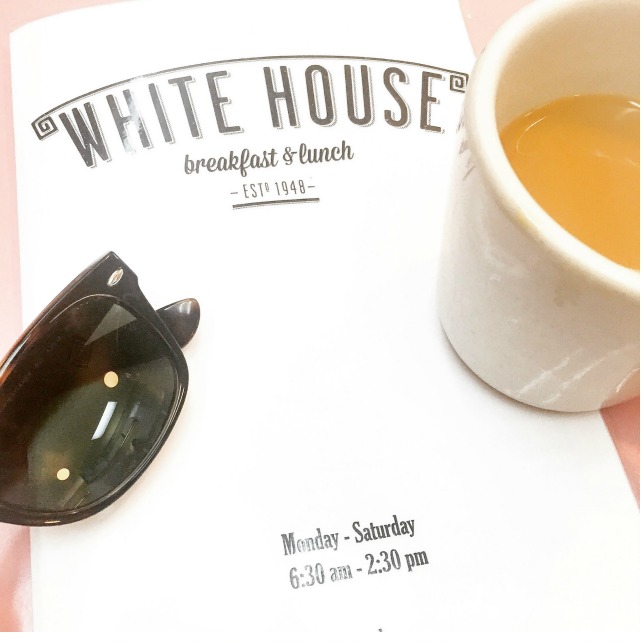 WHITE HOUSE
breakfast & lunch
- ESTD 1948 -
Monday - Saturday
6:30 am - 2:30 pm